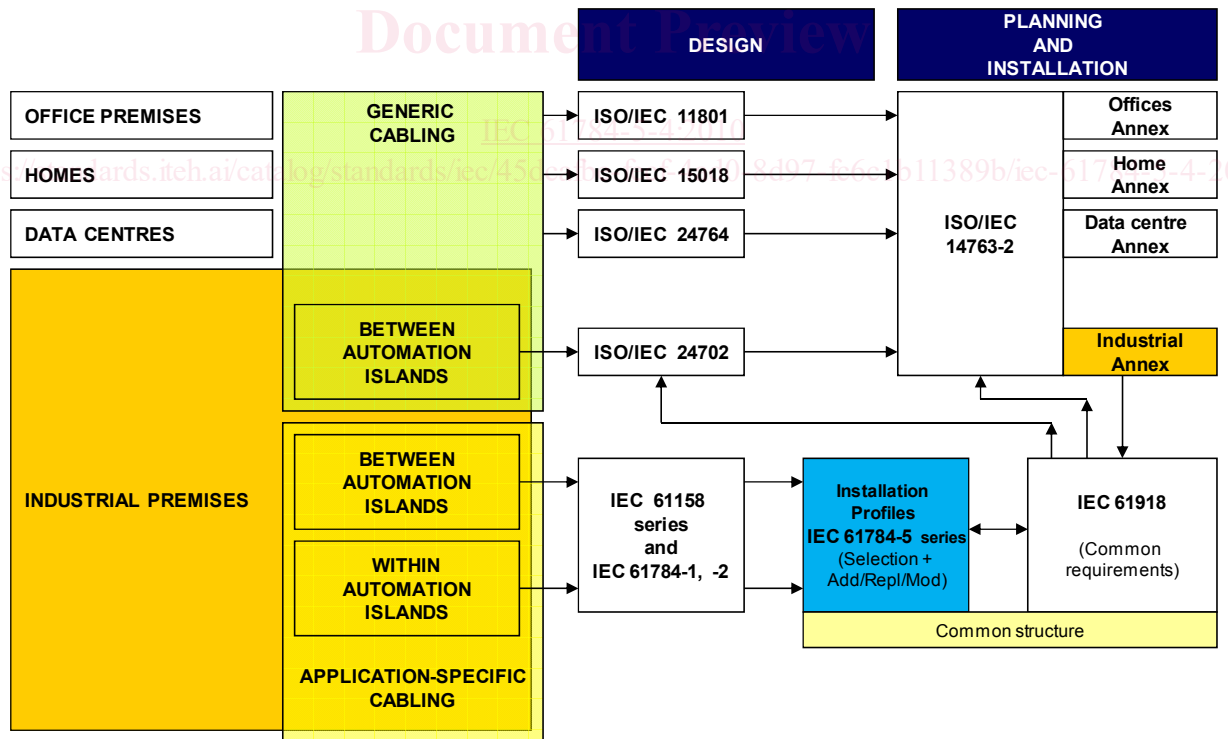 Document Preview
DESIGN
PLANNING
AND
INSTALLATION
OFFICE PREMISES
GENERIC
CABLING
ISO/IEC 11801
Offices
Annex
IEC 61784-5-4:2010
HOMES
ISO/IEC 15018
Home
Annex
DATA CENTRES
ISO/IEC 24764
ISO/IEC
14763-2
Data centre
Annex
BETWEEN
AUTOMATION
ISLANDS
ISO/IEC 24702
Industrial
Annex
INDUSTRIAL PREMISES
BETWEEN
AUTOMATION
ISLANDS
WITHIN
AUTOMATION
ISLANDS
APPLICATION-SPECIFIC
CABLING
IEC 61158
series
and
IEC 61784-1, -2
Installation
Profiles
IEC 61784-5 series
(Selection +
Add/Repl/Mod)
IEC 61918
(Common
requirements)
Common structure